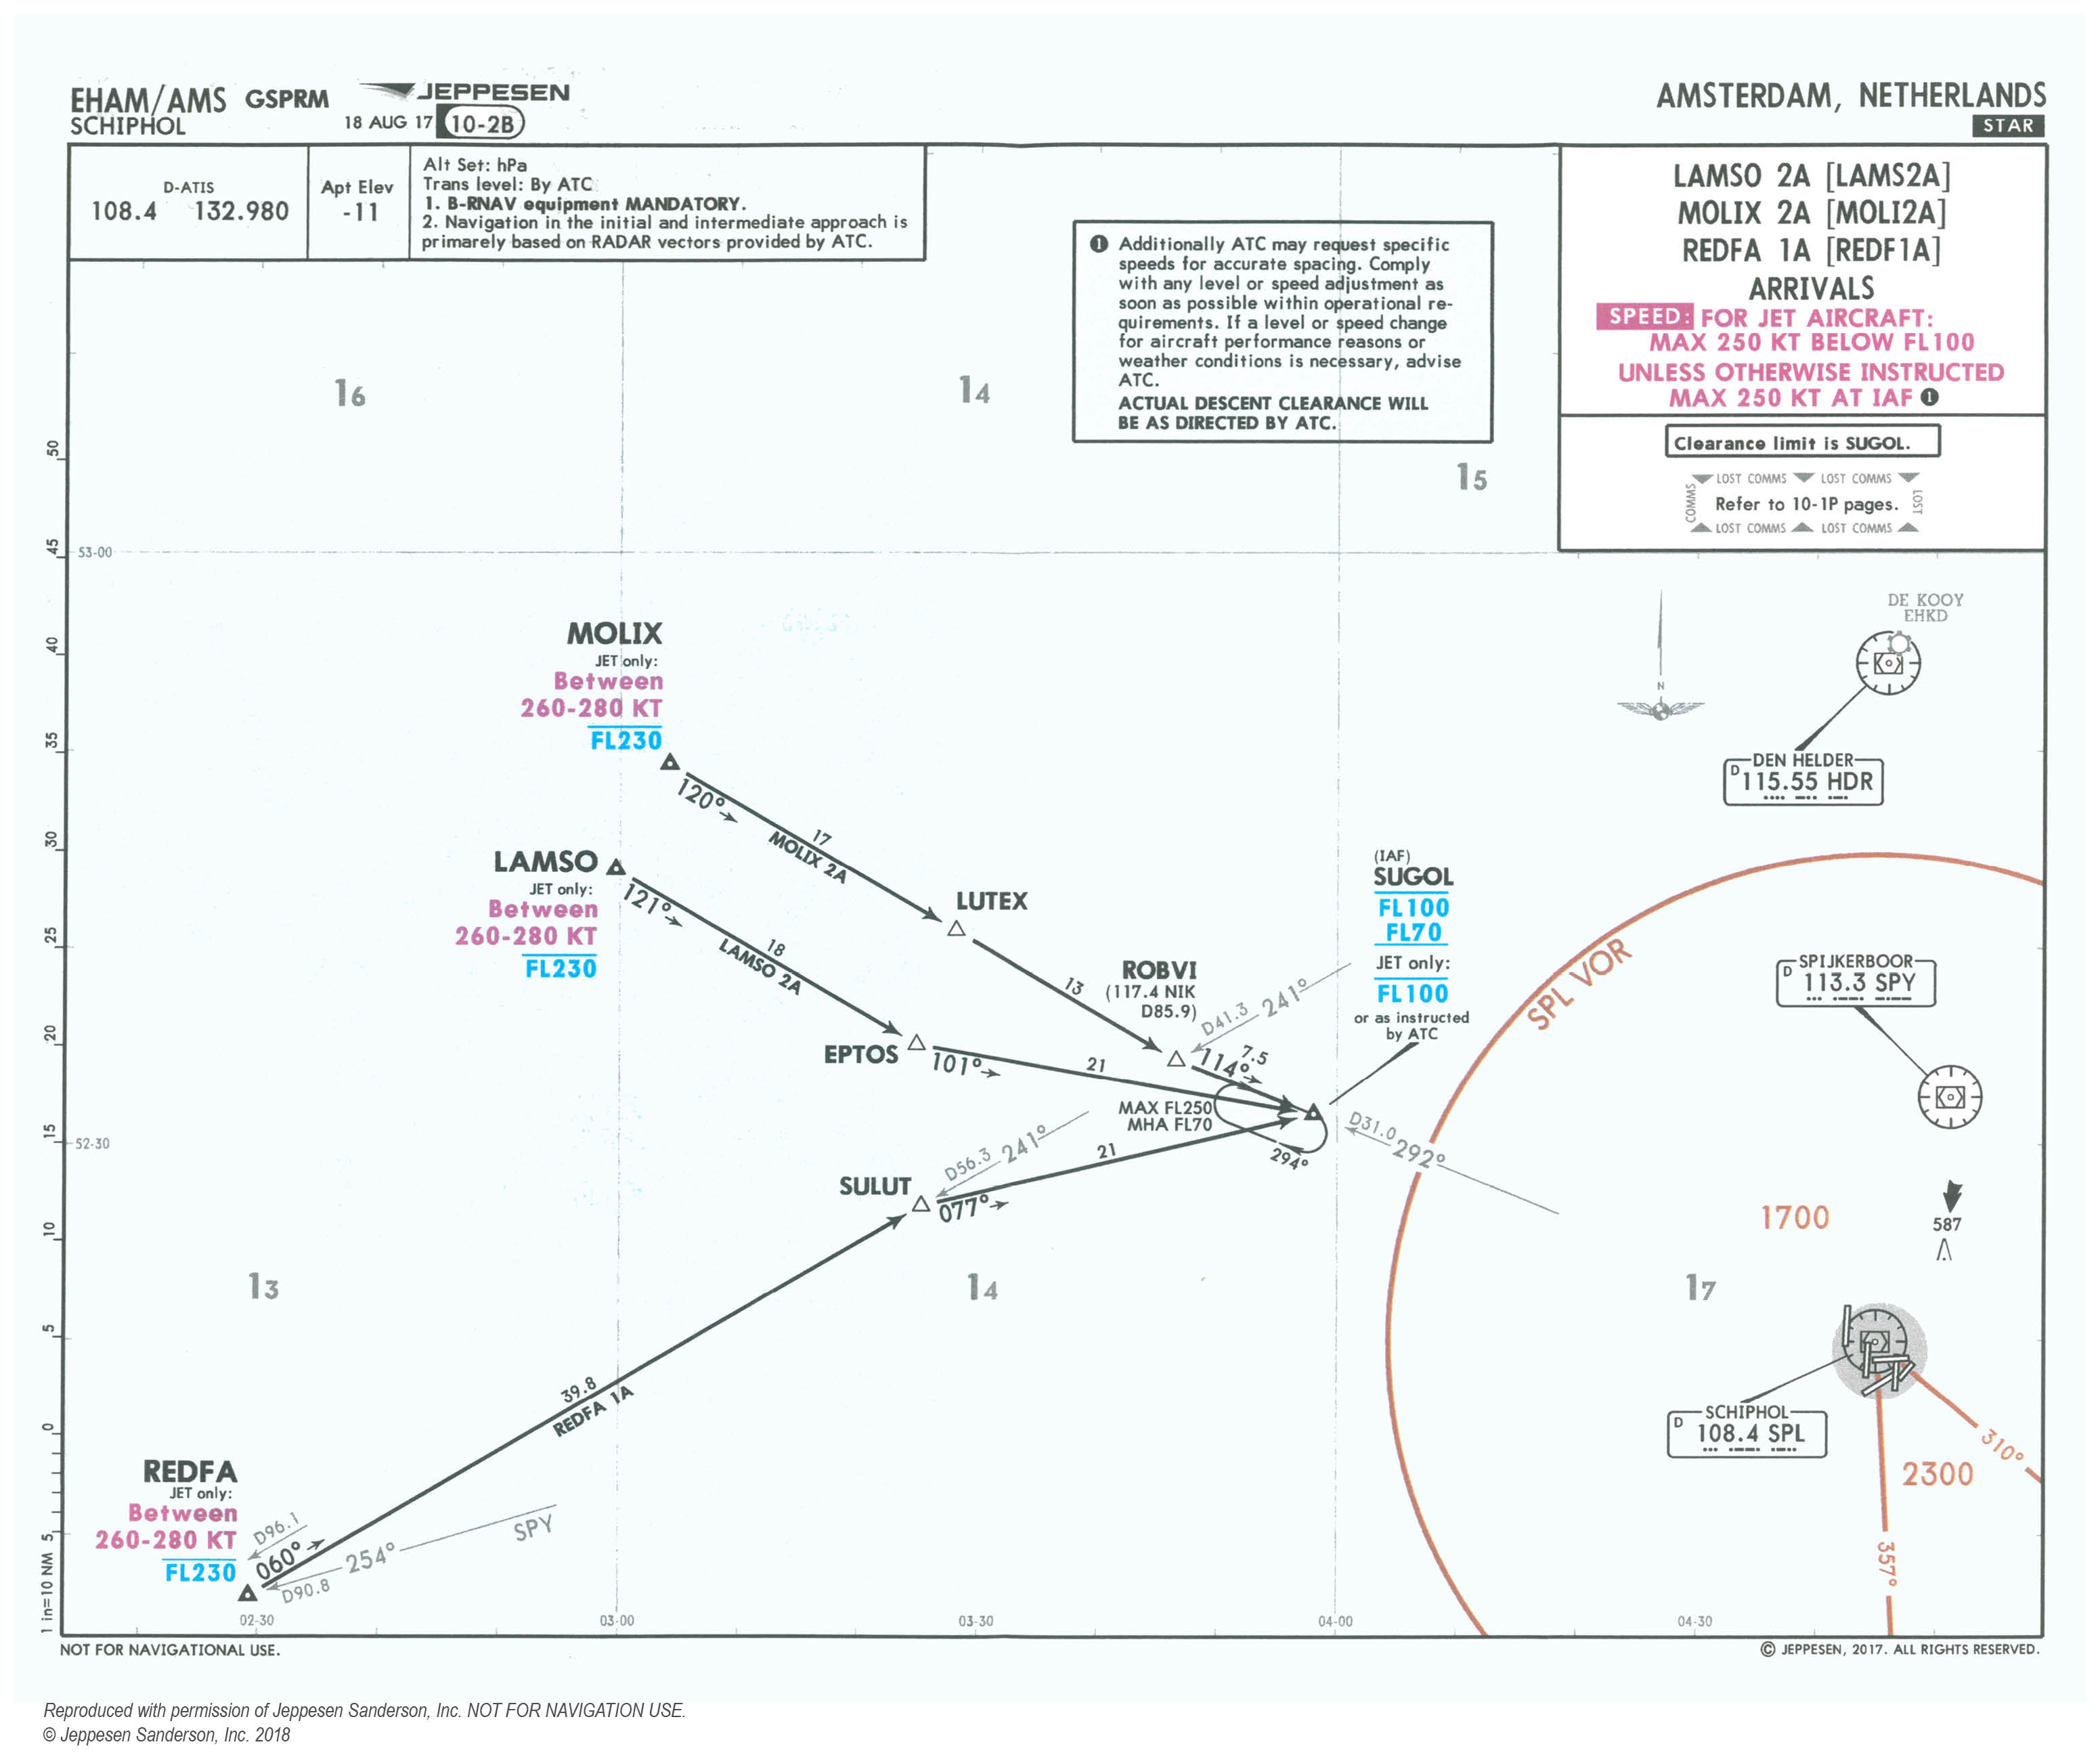 EHAM/AMS GSPRM
SCHIPHOL
JEPPESEN
18 AUG 17 10-2B
AMSTERDAM, NETHERLANDS
STAR
D-ATIS
108.4 132.980
Apt Elev
-11
Alt Set: hPa
Trans level: By ATC
1. B-RNAV equipment MANDATORY.
2. Navigation in the initial and intermediate approach is
primarely based on RADAR vectors provided by ATC.
❶ Additionally ATC may request specific
speeds for accurate spacing. Comply
with any level or speed adjustment as
soon as possible within operational re-
quirements. If a level or speed change
for aircraft performance reasons or
weather conditions is necessary, advise
ATC.
ACTUAL DESCENT CLEARANCE WILL
BE AS DIRECTED BY ATC.
LAMSO 2A [LAMS2A]
MOLIX 2A [MOLI2A]
REDFA 1A [REDF1A]
ARRIVALS
SPEED: FOR JET AIRCRAFT:
MAX 250 KT BELOW FL100
UNLESS OTHERWISE INSTRUCTED
MAX 250 KT AT IAF ❶
Clearance limit is SUGOL.
LOST COMMS LOST COMMS
COMMS
Refer to 10-1P pages.
LOST
LOST COMMS LOST COMMS
16
14
15
50
45
53-00
40
35
30
25
20
15
52-30
10
5
0
5
1 in=10 NM
DE KOOY
EHKD
N
DEN HELDER
D 115.55 HDR
MOLIX
JET only:
Between
260-280 KT
FL230
120°
17
MOLIX 2A
LAMSO
JET only:
Between
260-280 KT
FL230
121°
18
LAMSO 2A
LUTEX
13
ROBVI
(117.4 NIK
D85.9)
D41.3 241°
114°
7.5
EPTOS
101°
21
(IAF)
SUGOL
FL100
FL70
JET only:
FL100
or as instructed
by ATC
MAX FL250
MHA FL70
294°
D31.0 292°
SPL VOR
SPIJKERBOOR
D 113.3 SPY
SULUT
D56.3 241°
077°
21
1700
587
13
14
17
39.8
REDFA 1A
SCHIPHOL
D 108.4 SPL
310°
2300
357°
REDFA
JET only:
Between
260-280 KT
FL230
D96.1
060°
D90.8
254°
SPY
02-30
03-00
03-30
04-00
04-30
NOT FOR NAVIGATIONAL USE.
© JEPPESEN, 2017. ALL RIGHTS RESERVED.
Reproduced with permission of Jeppesen Sanderson, Inc. NOT FOR NAVIGATION USE.
© Jeppesen Sanderson, Inc. 2018